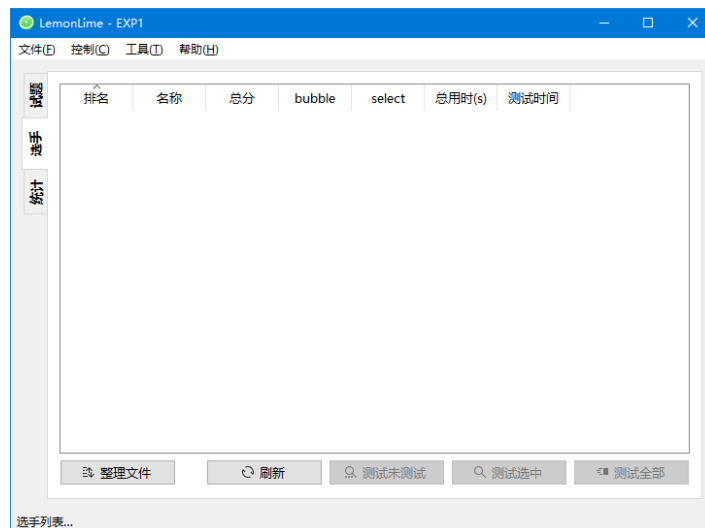 LemonLime - EXP1
文件(F) 控制(C) 工具(T) 帮助(H)
试题
选手
统计
排名 名称 总分 bubble select 总用时(s) 测试时间
整理文件 刷新 测试未测试 测试选中 测试全部
选手列表...